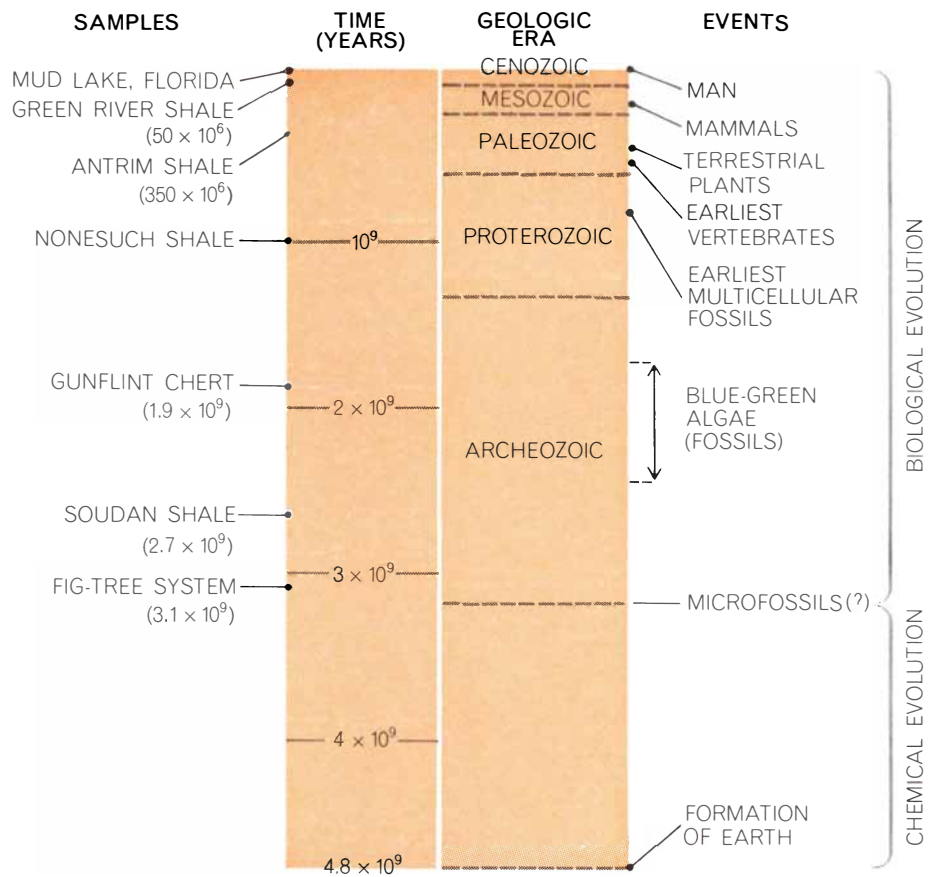 SAMPLES
TIME
(YEARS)
GEOLOGIC
ERA
EVENTS
MUD LAKE, FLORIDA
GREEN RIVER SHALE
(50 × 10⁶)
ANTRIM SHALE
(350 × 10⁶)
NONESUCH SHALE
GUNFLINT CHERT
(1.9 × 10⁹)
SOUDAN SHALE
(2.7 × 10⁹)
FIG-TREE SYSTEM
(3.1 × 10⁹)
10⁹
2 × 10⁹
3 × 10⁹
4 × 10⁹
4.8 × 10⁹
CENOZOIC
MESOZOIC
PALEOZOIC
PROTEROZOIC
ARCHEOZOIC
MAN
MAMMALS
TERRESTRIAL
PLANTS
EARLIEST
VERTEBRATES
EARLIEST
MULTICELLULAR
FOSSILS
BLUE-GREEN
ALGAE
(FOSSILS)
MICROFOSSILS(?)
FORMATION
OF EARTH
BIOLOGICAL EVOLUTION
CHEMICAL EVOLUTION